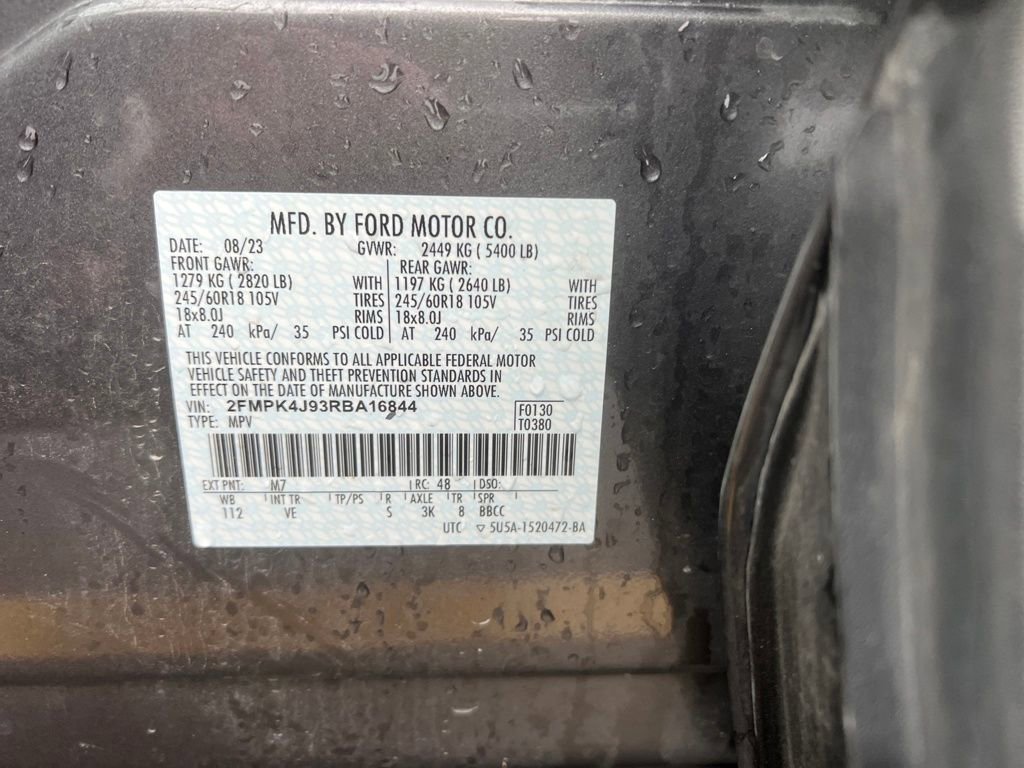 MFD. BY FORD MOTOR CO.
DATE: 08/23 GVWR: 2449 KG ( 5400 LB)
FRONT GAWR: REAR GAWR:
1279 KG ( 2820 LB) WITH 1197 KG ( 2640 LB) WITH
245/60R18 105V TIRES 245/60R18 105V TIRES
18x8.0J RIMS 18x8.0J RIMS
AT 240 kPa/ 35 PSI COLD AT 240 kPa/ 35 PSI COLD
THIS VEHICLE CONFORMS TO ALL APPLICABLE FEDERAL MOTOR
VEHICLE SAFETY AND THEFT PREVENTION STANDARDS IN
EFFECT ON THE DATE OF MANUFACTURE SHOWN ABOVE.
VIN: 2FMPK4J93RBA16844 F0130
TYPE: MPV T0380
EXT PNT: M7 RC: 48 DSO:
WB INT TR TP/PS R AXLE TR SPR
112 VE S 3K 8 BBCC
UTC ▽ 5U5A-1520472-BA